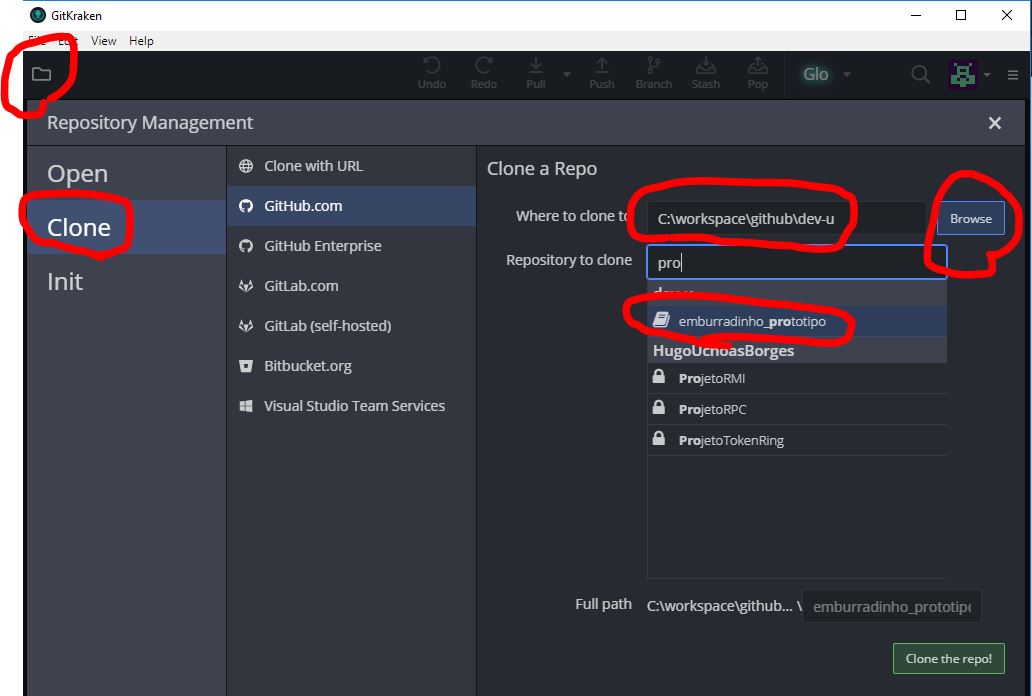 GitKraken
File Edit View Help
Undo Redo Pull Push Branch Stash Pop Glo
Repository Management
Open
Clone
Init
Clone with URL
GitHub.com
GitHub Enterprise
GitLab.com
GitLab (self-hosted)
Bitbucket.org
Visual Studio Team Services
Clone a Repo
Where to clone to C:\workspace\github\dev-u Browse
Repository to clone pro
dev-u
emburradinho_prototipo
HugoUchoasBorges
ProjetoRMI
ProjetoRPC
ProjetoTokenRing
Full path C:\workspace\github... \ emburradinho_prototipo
Clone the repo!